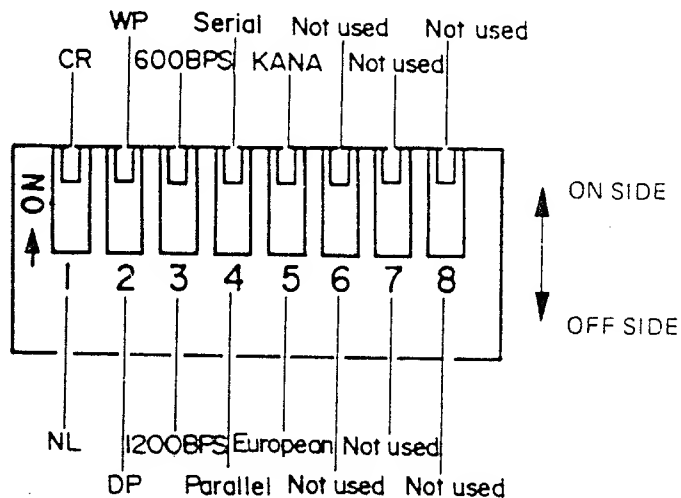 WP Serial Not used Not used
CR 600BPS KANA Not used
ON
ON SIDE
1 2 3 4 5 6 7 8
OFF SIDE
NL 1200BPS European Not used
DP Parallel Not used Not used